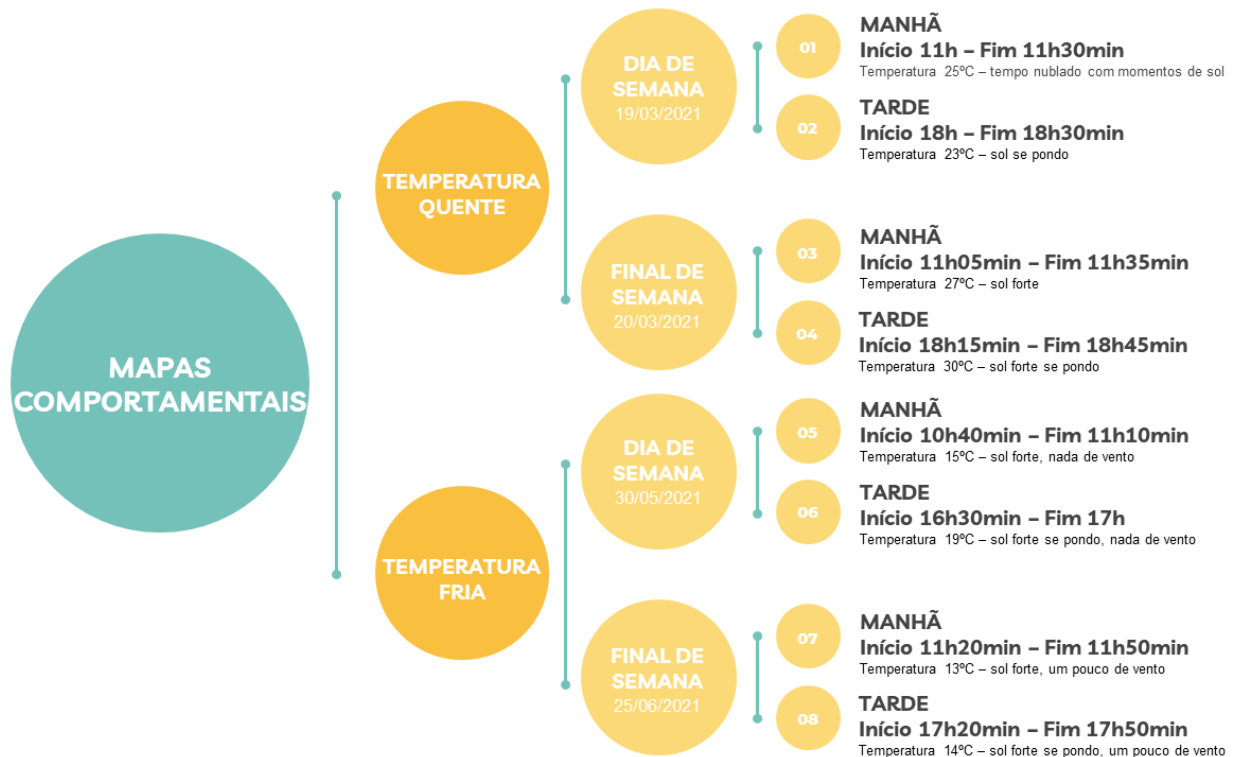 MAPAS
COMPORTAMENTAIS
TEMPERATURA
QUENTE
DIA DE
SEMANA
19/03/2021
01
MANHÃ
Início 11h – Fim 11h30min
Temperatura 25ºC – tempo nublado com momentos de sol
02
TARDE
Início 18h – Fim 18h30min
Temperatura 23ºC – sol se pondo
FINAL DE
SEMANA
20/03/2021
03
MANHÃ
Início 11h05min – Fim 11h35min
Temperatura 27ºC – sol forte
04
TARDE
Início 18h15min – Fim 18h45min
Temperatura 30ºC – sol forte se pondo
TEMPERATURA
FRIA
DIA DE
SEMANA
30/05/2021
05
MANHÃ
Início 10h40min – Fim 11h10min
Temperatura 15ºC – sol forte, nada de vento
06
TARDE
Início 16h30min – Fim 17h
Temperatura 19ºC – sol forte se pondo, nada de vento
FINAL DE
SEMANA
25/06/2021
07
MANHÃ
Início 11h20min – Fim 11h50min
Temperatura 13ºC – sol forte, um pouco de vento
08
TARDE
Início 17h20min – Fim 17h50min
Temperatura 14ºC – sol forte se pondo, um pouco de vento